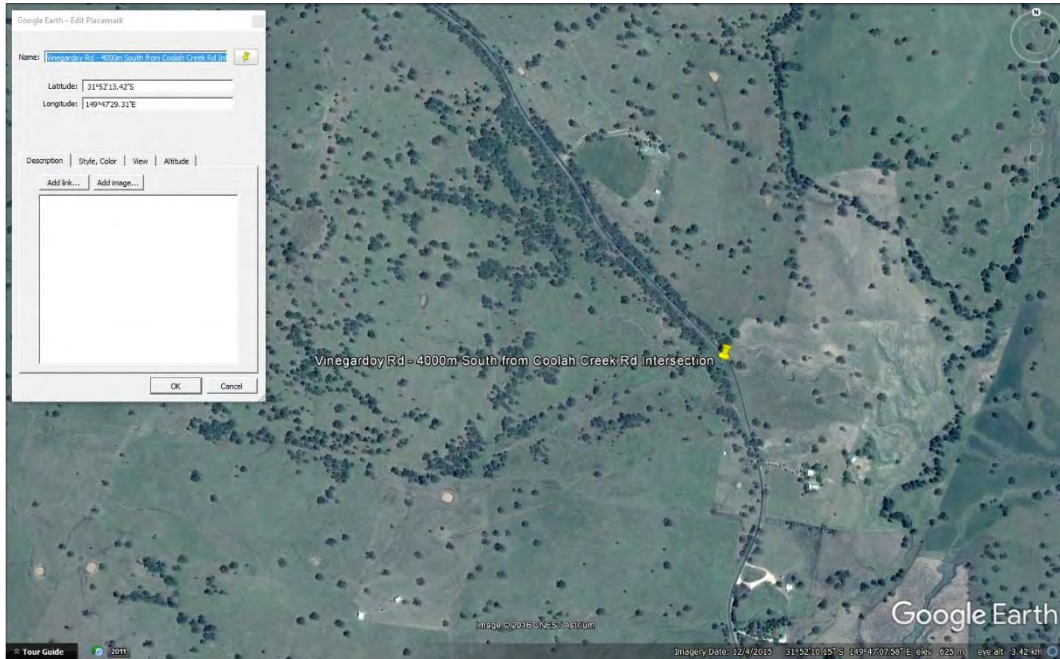 Google Earth - Edit Placemark
Name: Vinegardoy Rd - 4000m South from Coolah Creek Rd Int
Latitude: 31°52'13.42"S
Longitude: 149°47'29.31"E
Description Style, Color View Altitude
Add link... Add image...
OK Cancel
N
Vinegardoy Rd - 4000m South from Coolah Creek Rd Intersection
Google Earth
Image © 2016 CNES / Astrium
Tour Guide 2011 Imagery Date: 12/4/2015 31°52'10.15" S 149°47'07.58" E elev 625 m eye alt 3.42 km